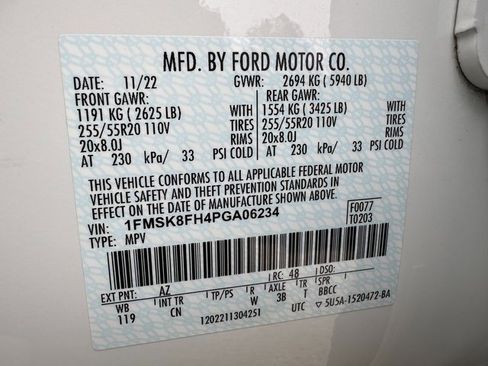 MFD. BY FORD MOTOR CO.
DATE: 11/22 GVWR: 2694 KG ( 5940 LB)
FRONT GAWR: REAR GAWR:
1191 KG ( 2625 LB) WITH 1554 KG ( 3425 LB) WITH
255/55R20 110V TIRES 255/55R20 110V TIRES
20x8.0J RIMS 20x8.0J RIMS
AT 230 kPa/ 33 PSI COLD AT 230 kPa/ 33 PSI COLD
THIS VEHICLE CONFORMS TO ALL APPLICABLE FEDERAL MOTOR
VEHICLE SAFETY AND THEFT PREVENTION STANDARDS IN
EFFECT ON THE DATE OF MANUFACTURE SHOWN ABOVE.
VIN: 1FMSK8FH4PGA06234 F0077
TYPE: MPV T0203
EXT PNT: AZ RC: 48 DSO:
WB INT TR TP/PS R AXLE TR SPR
119 CN W 3B T BBCC
1202211304251 UTC ▽ 5U5A-1520472-BA